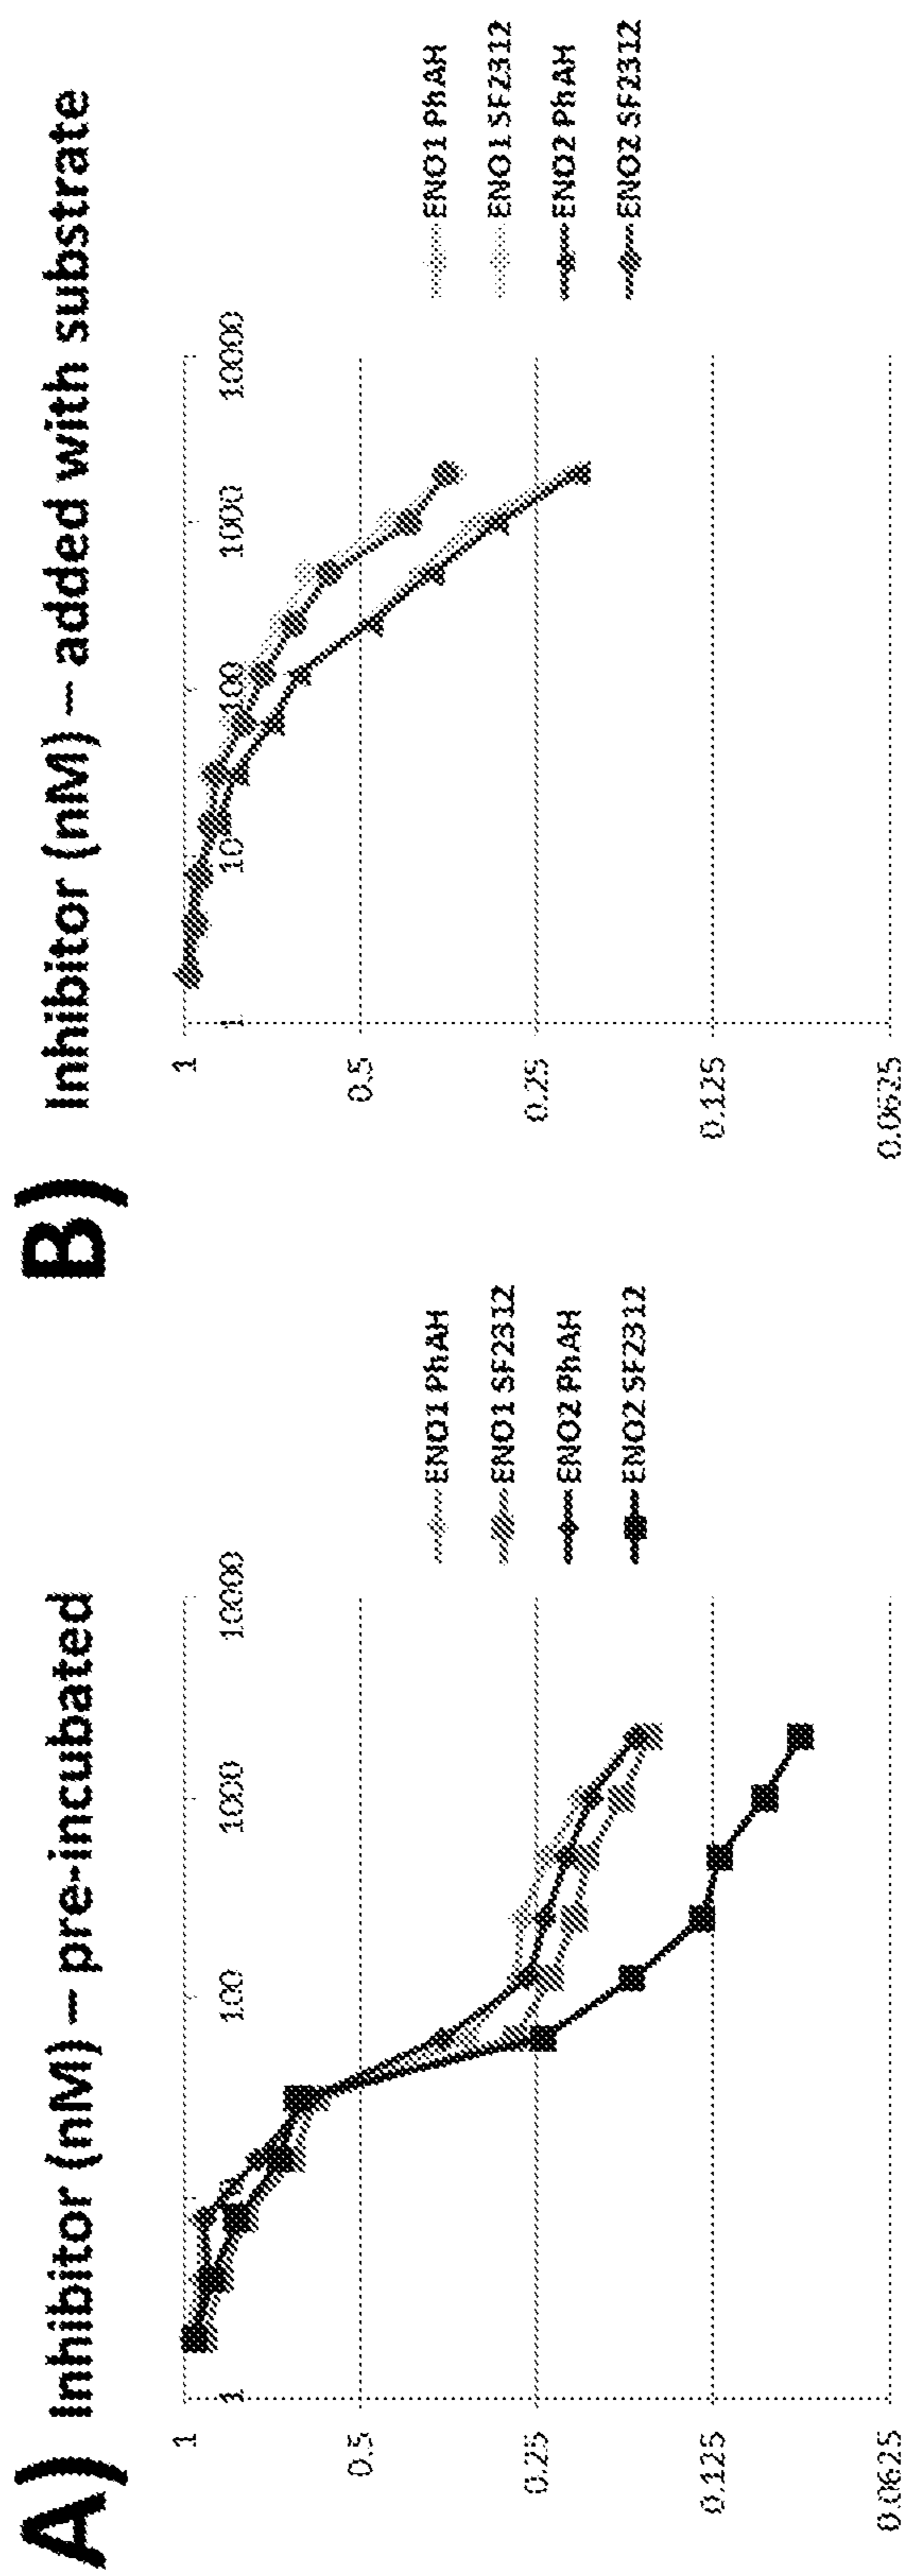 A) Inhibitor (nM) – pre-incubated
1
10
100
1000
10000
1
0.5
0.25
0.125
0.0625
ENO1 PhAH
ENO1 SF2312
ENO2 PhAH
ENO2 SF2312
B) Inhibitor (nM) – added with substrate
1
10
100
1000
10000
1
0.5
0.25
0.125
0.0625
ENO1 PhAH
ENO1 SF2312
ENO2 PhAH
ENO2 SF2312